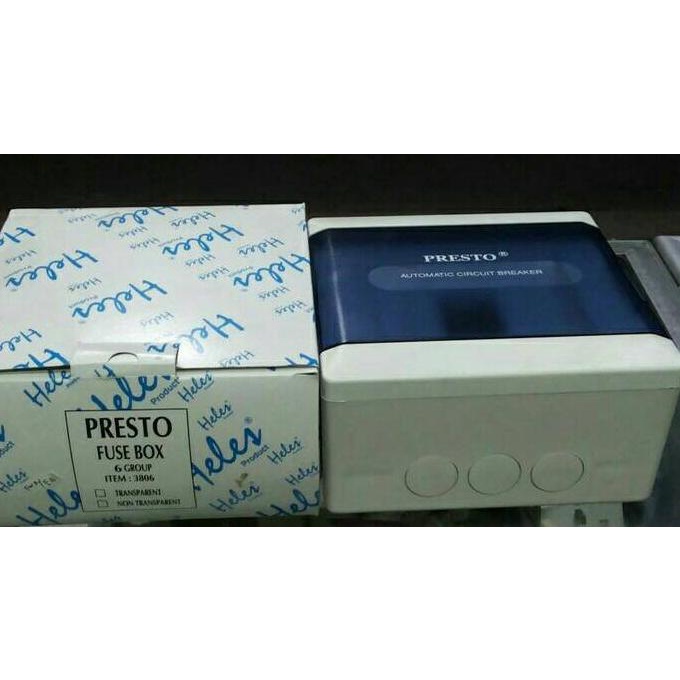 Heles
Product
PRESTO
FUSE BOX
6 GROUP
ITEM : 3806
TRANSPARENT
NON-TRANSPARENT
PRESTO®
AUTOMATIC CIRCUIT BREAKER